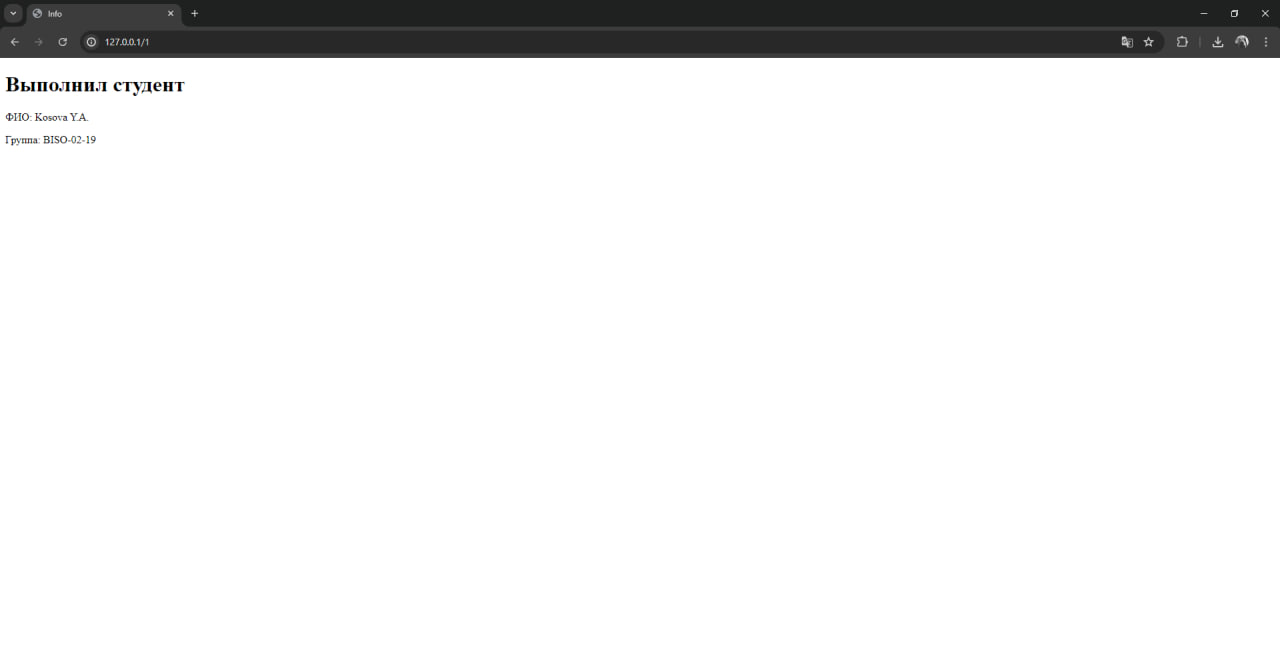 Info
127.0.0.1/1
Выполнил студент
ФИО: Kosova Y.A.
Группа: BISO-02-19